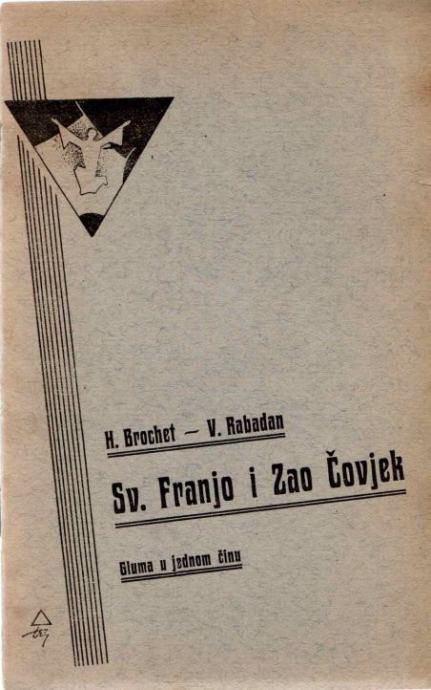 H. Brochet — V. Rabadan
Sv. Franjo i Zao Čovjek
Gluma u jednom činu